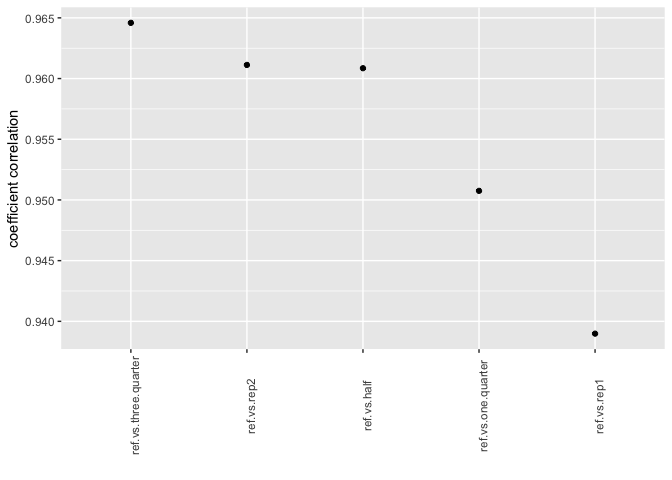 0.965
0.960
0.955
0.950
0.945
0.940
coefficient correlation
ref.vs.three.quarter
ref.vs.rep2
ref.vs.half
ref.vs.one.quarter
ref.vs.rep1